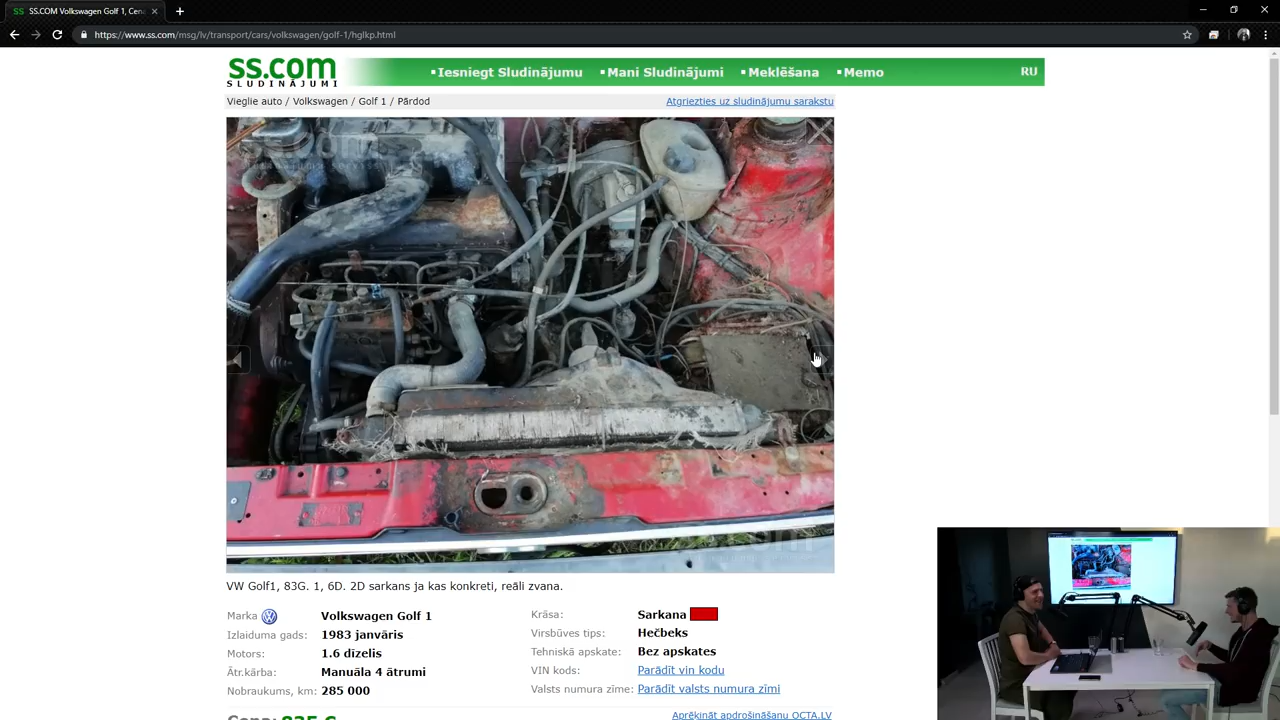 SS.COM Volkswagen Golf 1, Cen
https://www.ss.com/msg/lv/transport/cars/volkswagen/golf-1/hglkp.html
ss.com
SLUDINĀJUMI
Iesniegt Sludinājumu
Mani Sludinājumi
Meklēšana
Memo
RU
Vieglie auto / Volkswagen / Golf 1 / Pārdod
Atgriezties uz sludinājumu sarakstu
VW Golf1, 83G. 1, 6D. 2D sarkans ja kas konkreti, reāli zvana.
Marka Volkswagen Golf 1
Izlaiduma gads: 1983 janvāris
Motors: 1.6 dīzelis
Ātr.kārba: Manuāla 4 ātrumi
Nobraukums, km: 285 000
Krāsa: Sarkana
Virsbūves tips: Hečbeks
Tehniskā apskate: Bez apskates
VIN kods: Parādīt vin kodu
Valsts numura zīme: Parādīt valsts numura zīmi
Cena: 835 €
Aprēķināt apdrošināšanu OCTA.LV